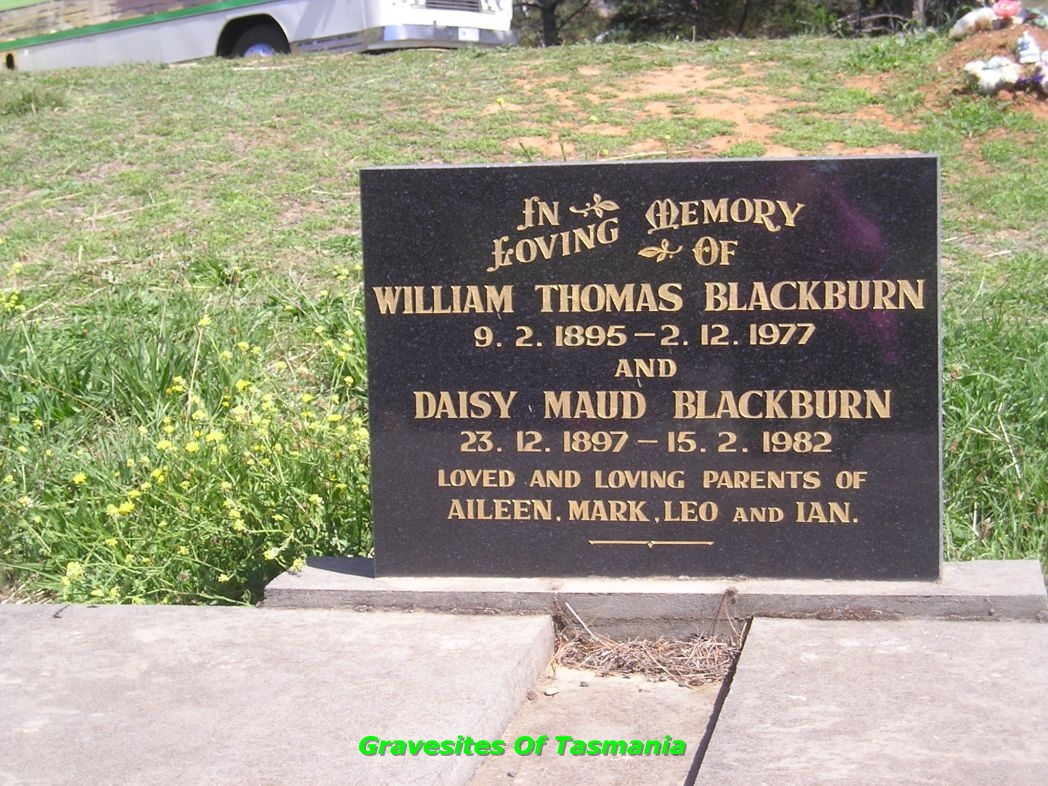 IN MEMORY
LOVING OF
WILLIAM THOMAS BLACKBURN
9. 2. 1895 – 2. 12. 1977
AND
DAISY MAUD BLACKBURN
23. 12. 1897 – 15. 2. 1982
LOVED AND LOVING PARENTS OF
AILEEN, MARK, LEO AND IAN.
Gravesites Of Tasmania